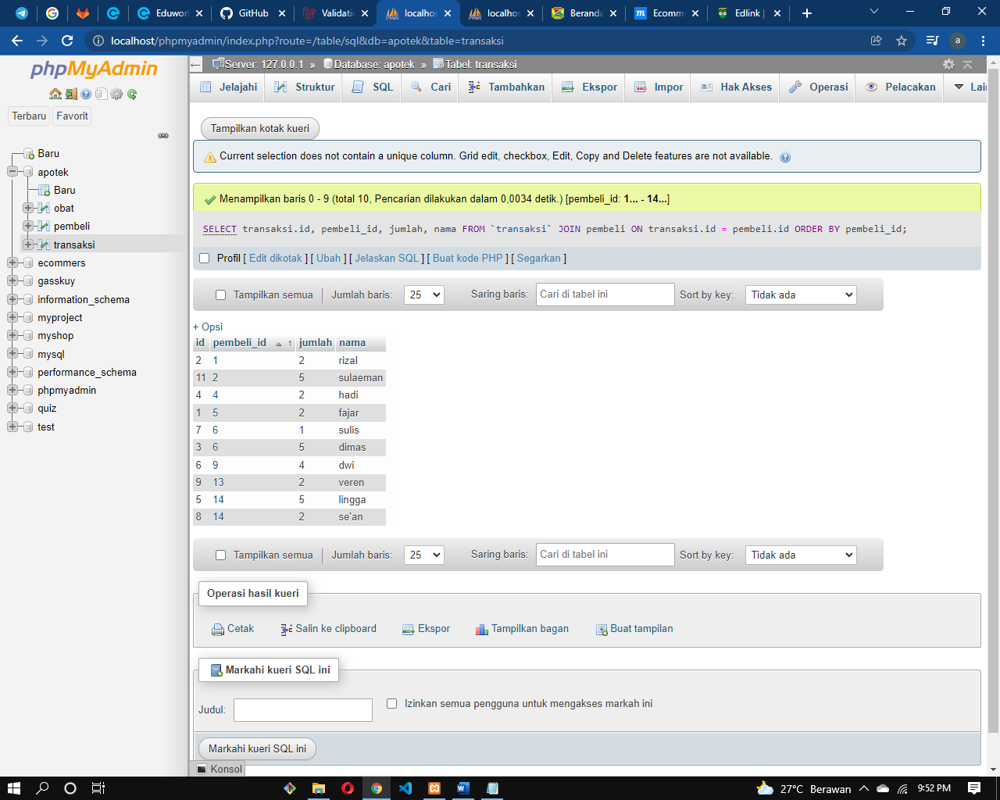 Eduwor
GitHub
Validatio
localhos
localhos
Beranda
Ecomm
Edlink |
localhost/phpmyadmin/index.php?route=/table/sql&db=apotek&table=transaksi
a
phpMyAdmin
Terbaru Favorit
Baru
apotek
Baru
obat
pembeli
transaksi
ecommers
gasskuy
information_schema
myproject
myshop
mysql
performance_schema
phpmyadmin
quiz
test
Server: 127.0.0.1 » Database: apotek » Tabel: transaksi
Jelajahi Struktur SQL Cari Tambahkan Ekspor Impor Hak Akses Operasi Pelacakan Lai
Tampilkan kotak kueri
Current selection does not contain a unique column. Grid edit, checkbox, Edit, Copy and Delete features are not available.
Menampilkan baris 0 - 9 (total 10, Pencarian dilakukan dalam 0,0034 detik.) [pembeli_id: 1... - 14...]
SELECT transaksi.id, pembeli_id, jumlah, nama FROM `transaksi` JOIN pembeli ON transaksi.id = pembeli.id ORDER BY pembeli_id;
Profil [ Edit dikotak ] [ Ubah ] [ Jelaskan SQL ] [ Buat kode PHP ] [ Segarkan ]
Tampilkan semua | Jumlah baris: 25 Saring baris: Cari di tabel ini Sort by key: Tidak ada
+ Opsi
id pembeli_id 1 jumlah nama
2 1 2 rizal
11 2 5 sulaeman
4 4 2 hadi
1 5 2 fajar
7 6 1 sulis
3 6 5 dimas
6 9 4 dwi
9 13 2 veren
5 14 5 lingga
8 14 2 se'an
Tampilkan semua | Jumlah baris: 25 Saring baris: Cari di tabel ini Sort by key: Tidak ada
Operasi hasil kueri
Cetak Salin ke clipboard Ekspor Tampilkan bagan Buat tampilan
Markahi kueri SQL ini
Judul: Izinkan semua pengguna untuk mengakses markah ini
Markahi kueri SQL ini
Konsol
27°C Berawan 9:52 PM